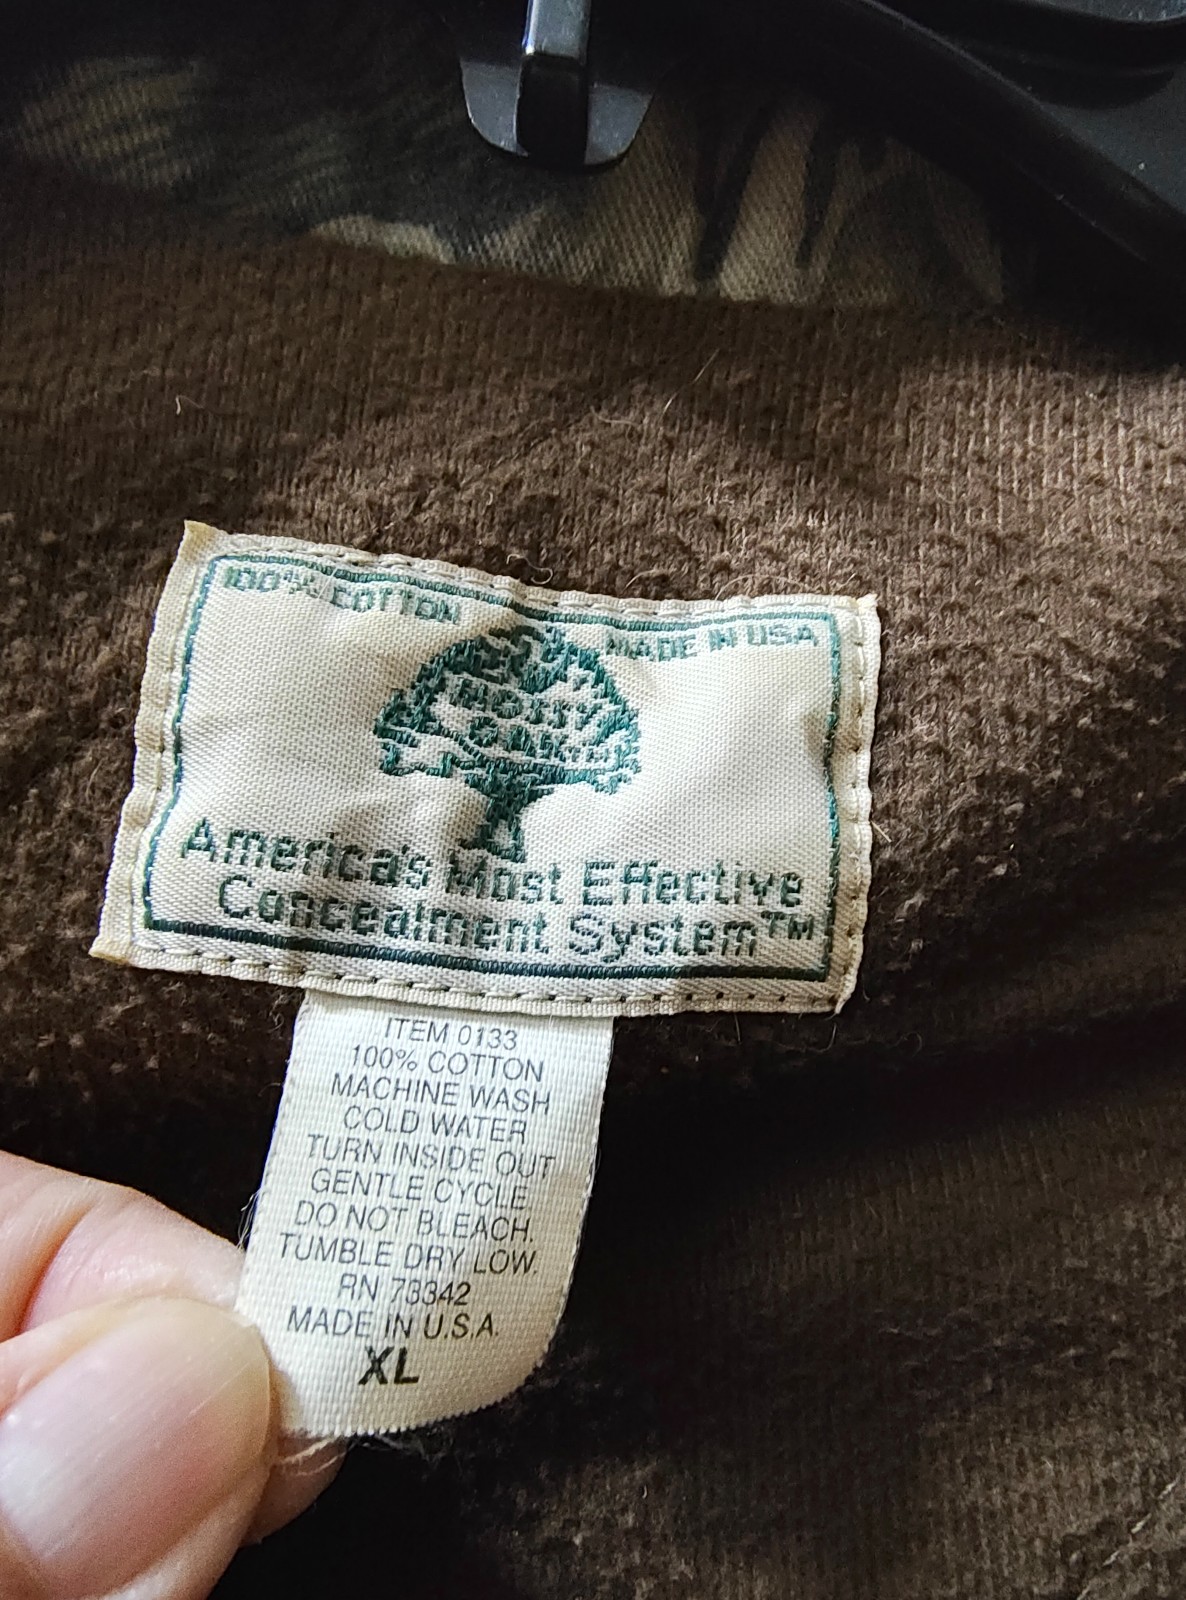 100% COTTON
MADE IN USA
MOSSY
OAK
America's Most Effective
Concealment System™
ITEM 0133
100% COTTON
MACHINE WASH
COLD WATER
TURN INSIDE OUT
GENTLE CYCLE
DO NOT BLEACH.
TUMBLE DRY LOW.
RN 78342
MADE IN U.S.A.
XL